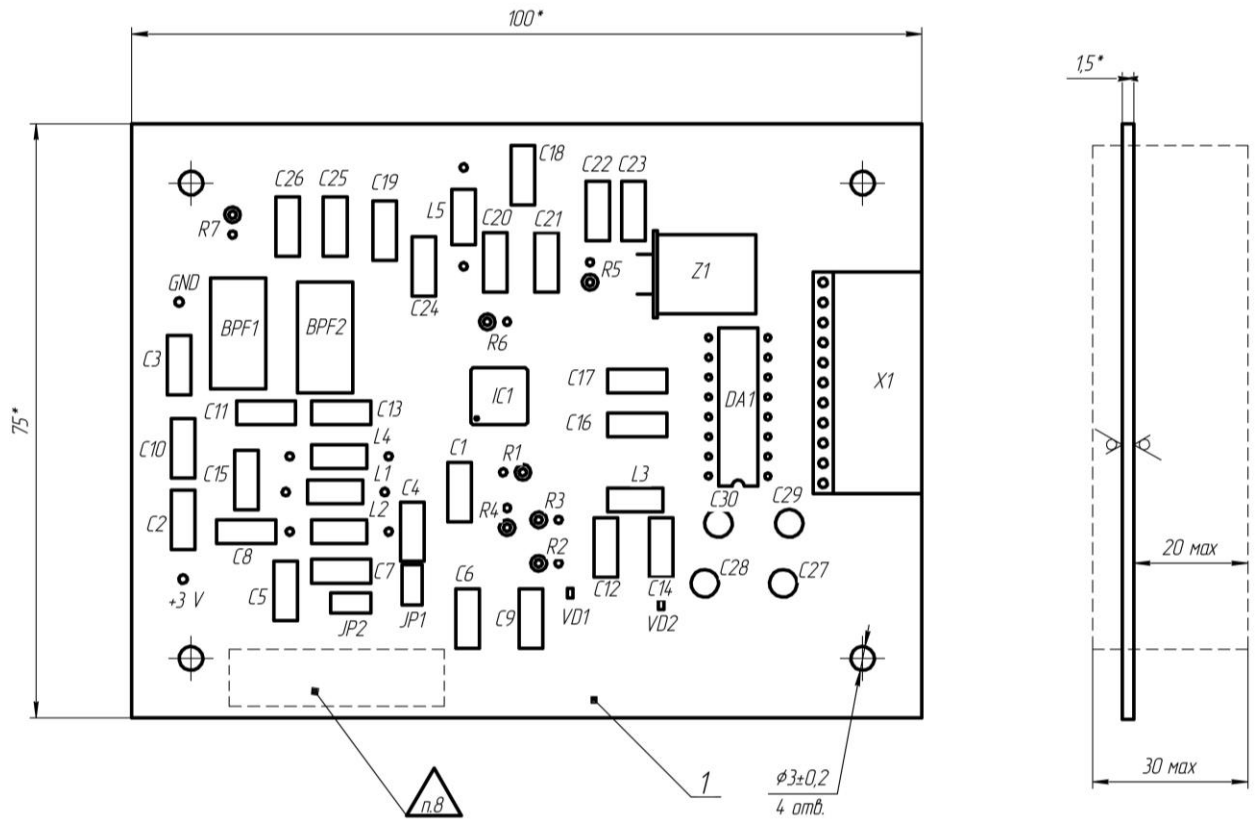 100*
1,5*
75*
C18
C22
C23
C26
C25
C19
L5
C20
C21
R7
Z1
R5
GND
C24
BPF1
BPF2
R6
C3
IC1
C17
DA1
X1
C11
C13
C16
C10
L4
C1
R1
C15
L1
L3
C4
L2
R4
R3
C30
C29
C2
R2
20 мах
C8
C7
C6
C12
C14
C28
C27
+3 V
C5
C9
VD1
JP2
JP1
VD2
1
ϕ3±0,2
30 мах
п.8
4 отв.